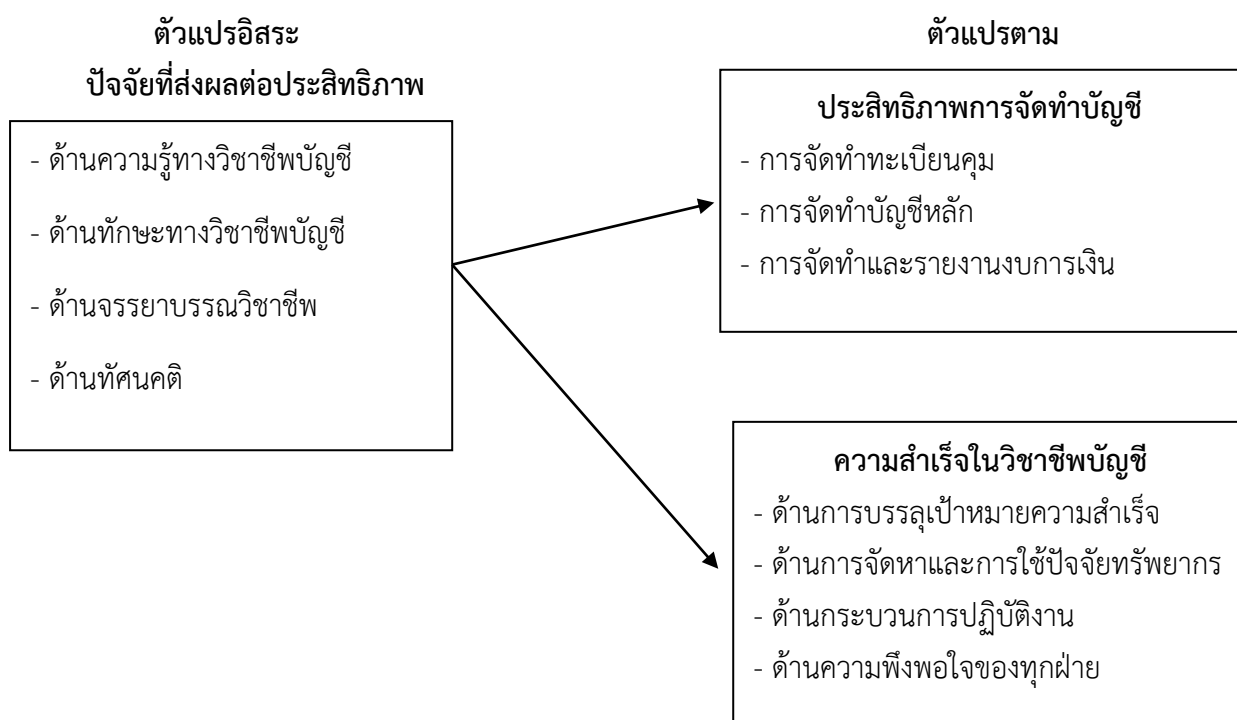 ตัวแปรอิสระ
ปัจจัยที่ส่งผลต่อประสิทธิภาพ
- ด้านความรู้ทางวิชาชีพบัญชี
- ด้านทักษะทางวิชาชีพบัญชี
- ด้านจรรยาบรรณวิชาชีพ
- ด้านทัศนคติ
ตัวแปรตาม
ประสิทธิภาพการจัดทำบัญชี
- การจัดทำทะเบียนคุม
- การจัดทำบัญชีหลัก
- การจัดทำและรายงานงบการเงิน
ความสำเร็จในวิชาชีพบัญชี
- ด้านการบรรลุเป้าหมายความสำเร็จ
- ด้านการจัดหาและการใช้ปัจจัยทรัพยากร
- ด้านกระบวนการปฏิบัติงาน
- ด้านความพึงพอใจของทุกฝ่าย